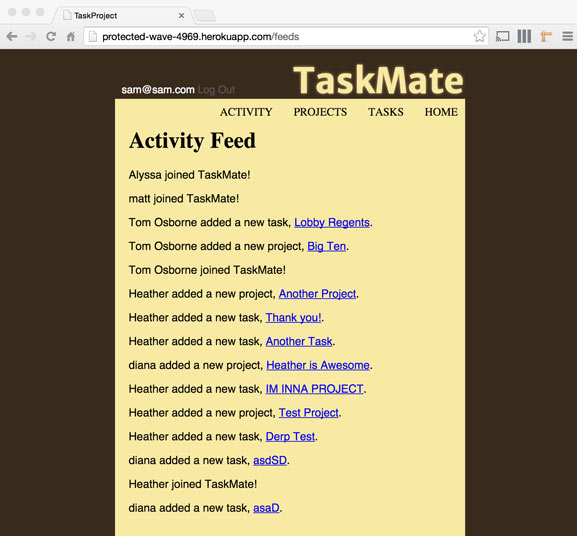 TaskProject
protected-wave-4969.herokuapp.com/feeds
sam@sam.com Log Out
TaskMate
ACTIVITY PROJECTS TASKS HOME
Activity Feed
Alyssa joined TaskMate!
matt joined TaskMate!
Tom Osborne added a new task, Lobby Regents.
Tom Osborne added a new project, Big Ten.
Tom Osborne joined TaskMate!
Heather added a new project, Another Project.
Heather added a new task, Thank you!.
Heather added a new task, Another Task.
diana added a new project, Heather is Awesome.
Heather added a new task, IM INNA PROJECT.
Heather added a new project, Test Project.
Heather added a new task, Derp Test.
diana added a new task, asdSD.
Heather joined TaskMate!
diana added a new task, asaD.